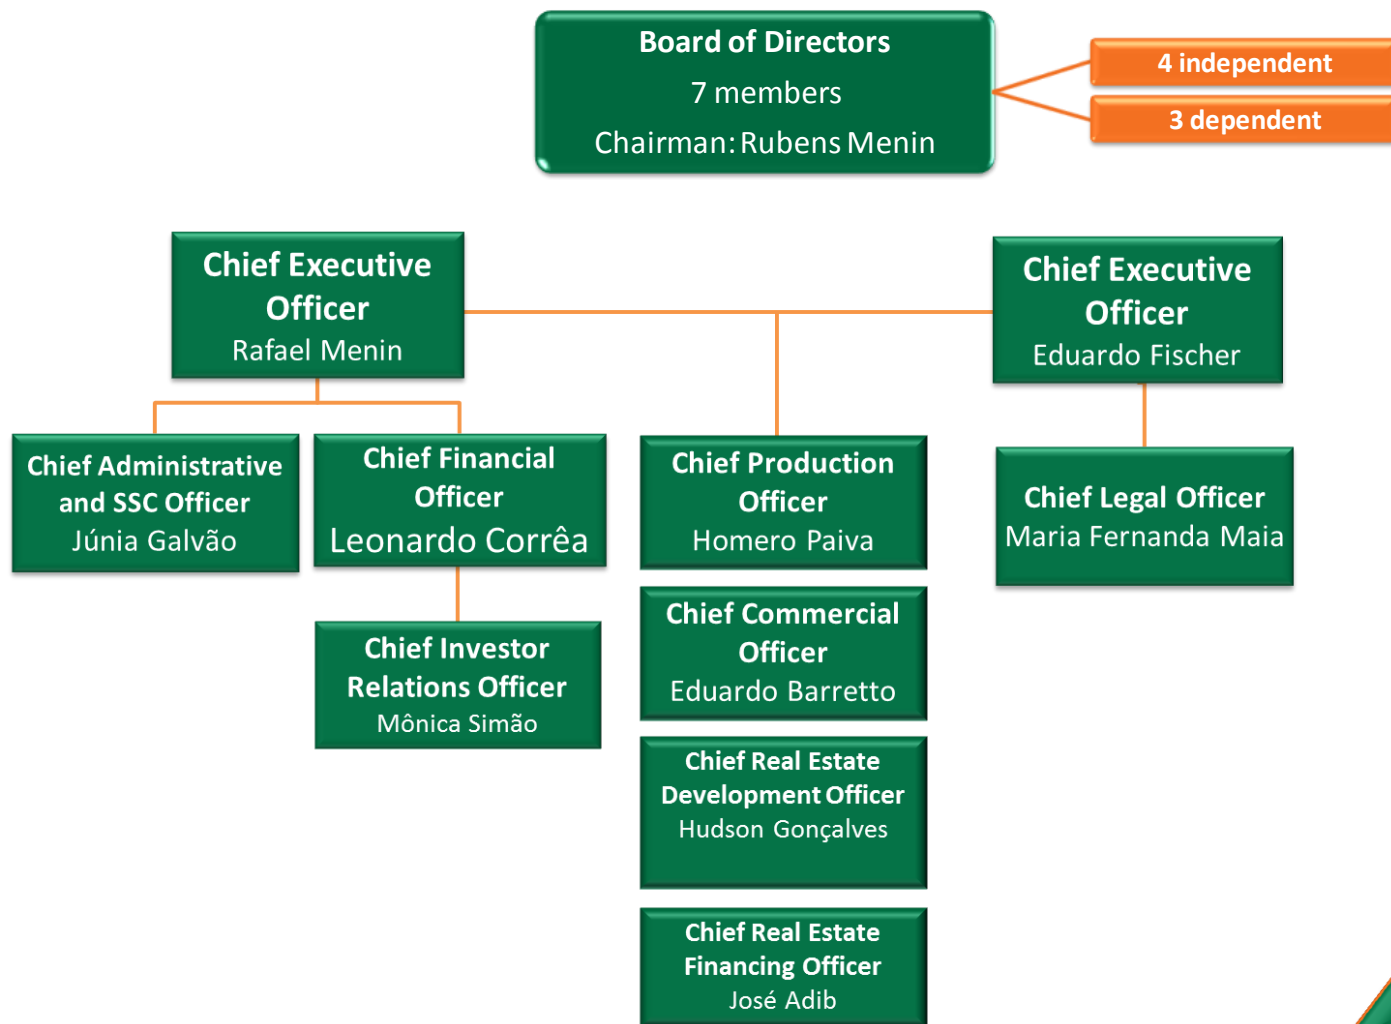 Board of Directors
7 members
Chairman: Rubens Menin
4 independent
3 dependent
Chief Executive
Officer
Rafael Menin
Chief Executive
Officer
Eduardo Fischer
Chief Administrative
and SSC Officer
Júnia Galvão
Chief Financial
Officer
Leonardo Corrêa
Chief Production
Officer
Homero Paiva
Chief Legal Officer
Maria Fernanda Maia
Chief Investor
Relations Officer
Mônica Simão
Chief Commercial
Officer
Eduardo Barretto
Chief Real Estate
Development Officer
Hudson Gonçalves
Chief Real Estate
Financing Officer
José Adib